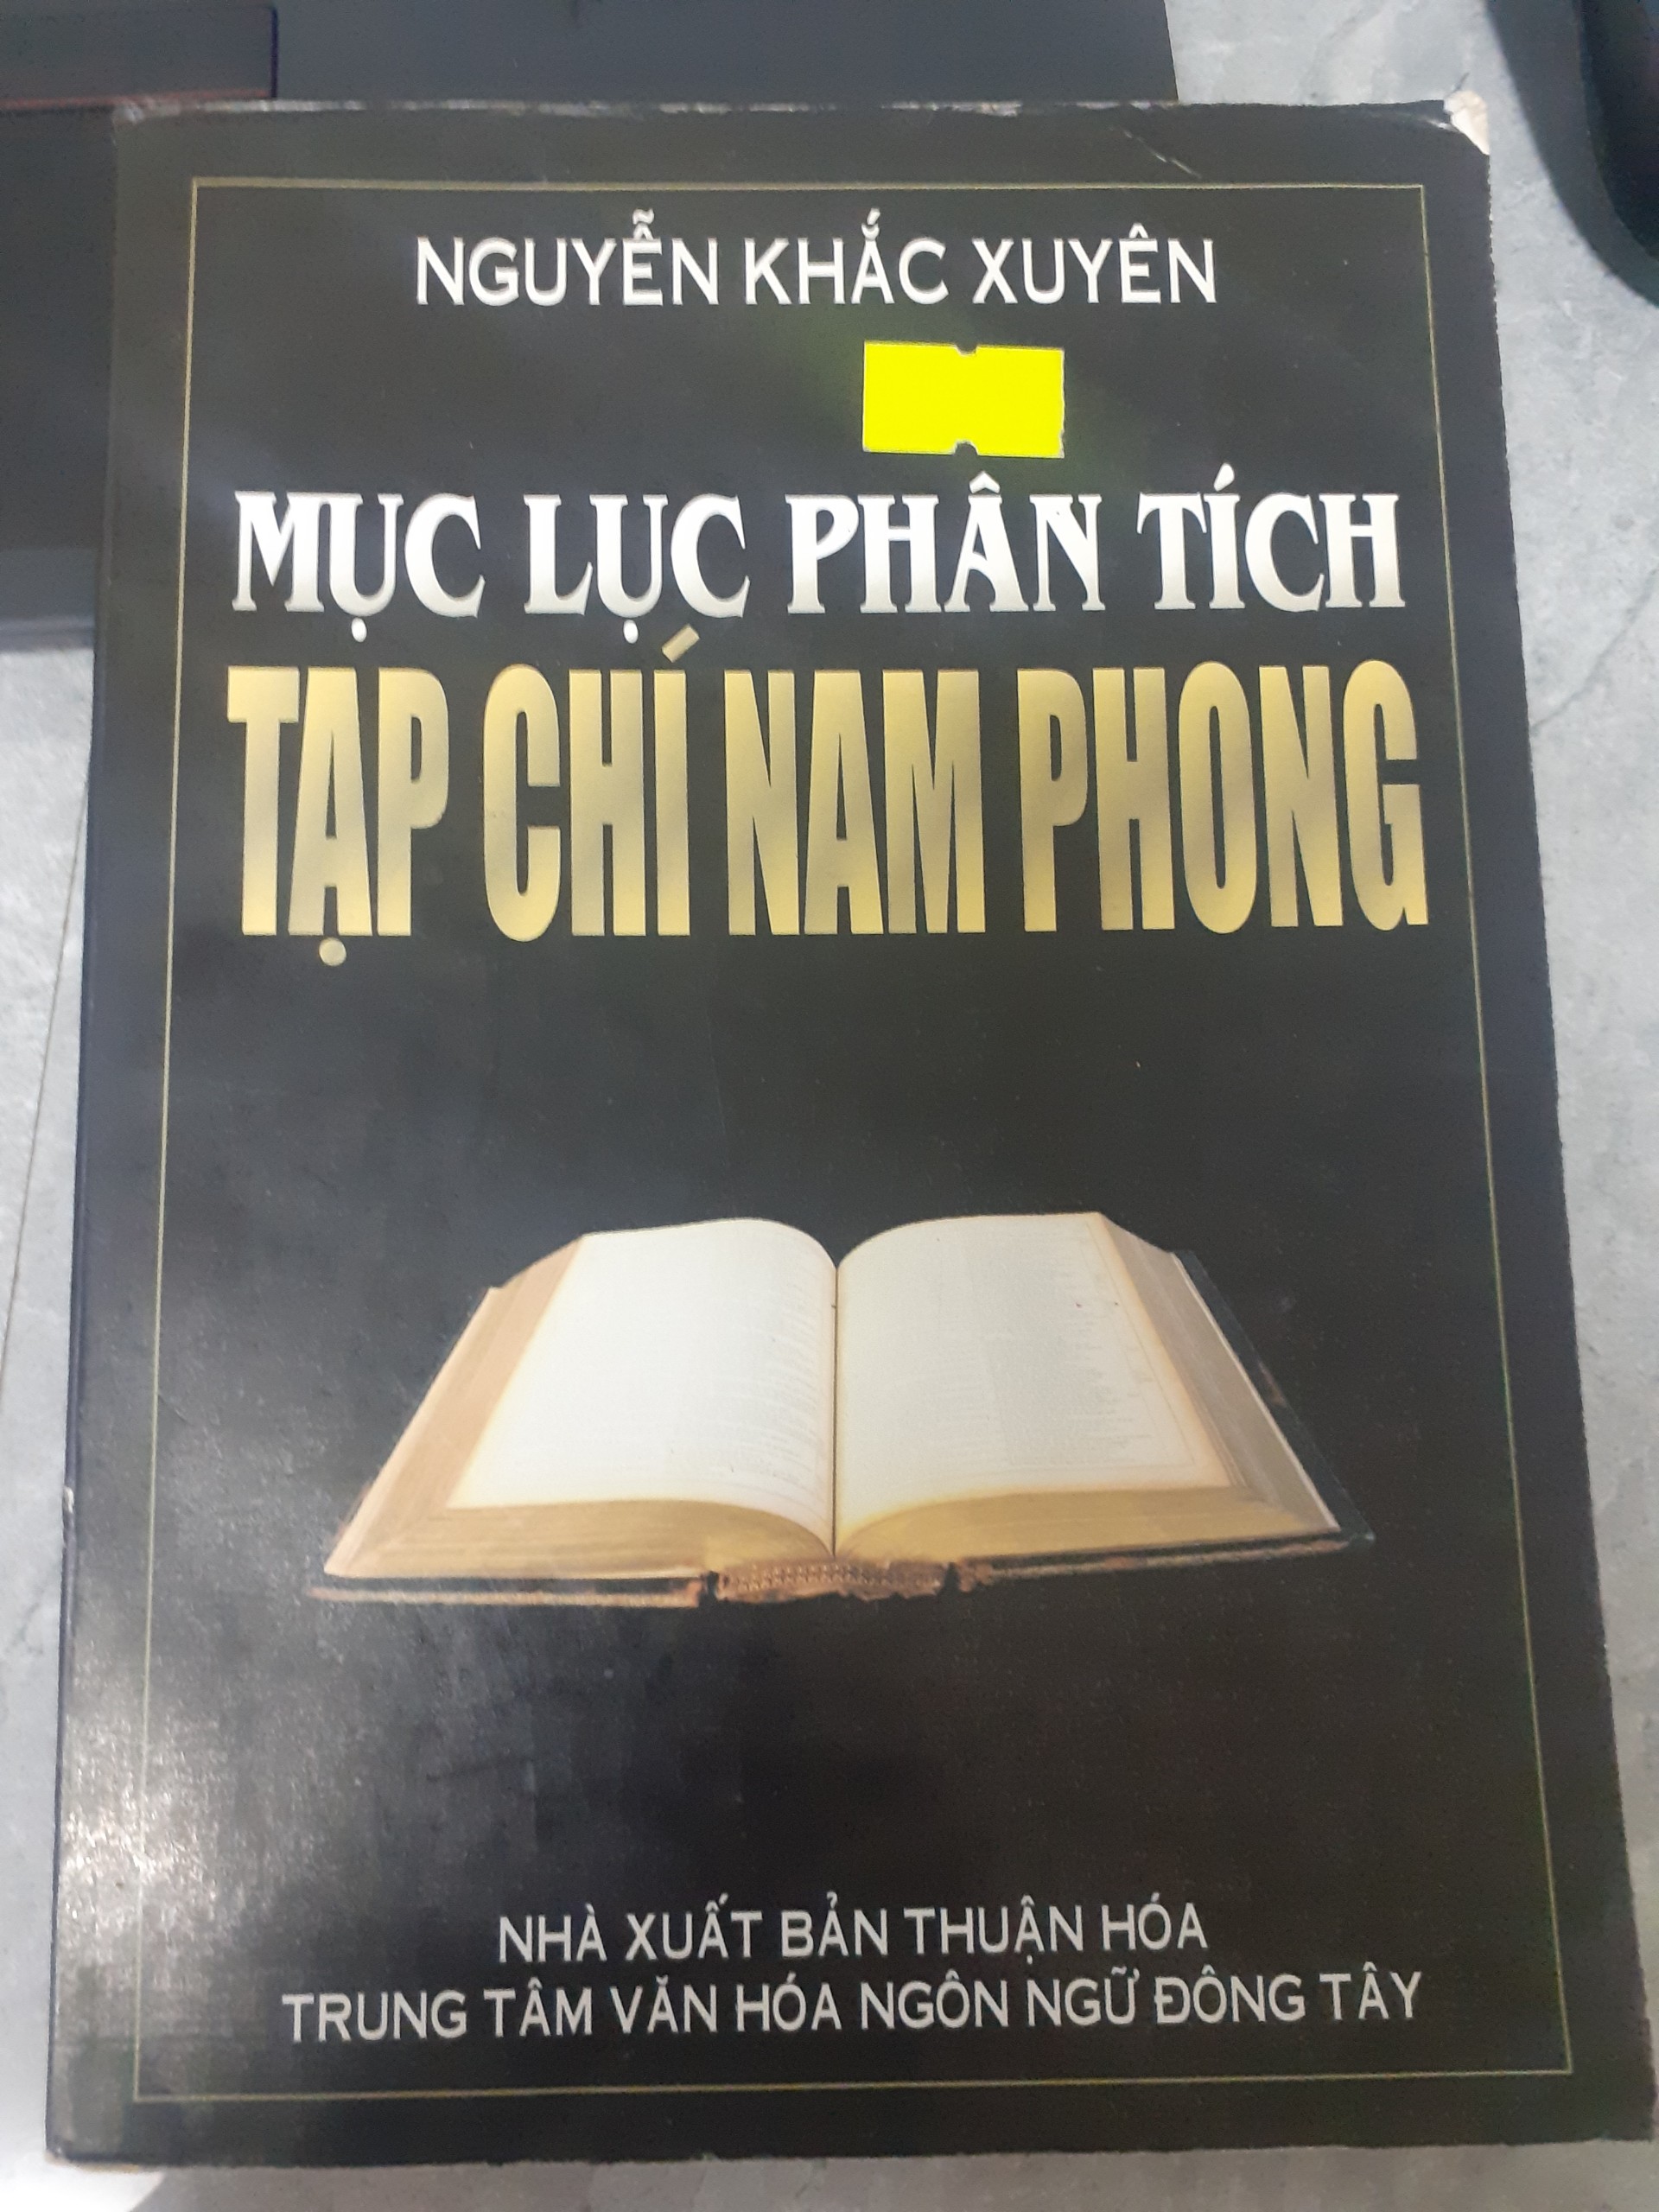 NGUYỄN KHẮC XUYÊN
MỤC LỤC PHÂN TÍCH
TẠP CHÍ NAM PHONG
NHÀ XUẤT BẢN THUẬN HÓA
TRUNG TÂM VĂN HÓA NGÔN NGỮ ĐÔNG TÂY